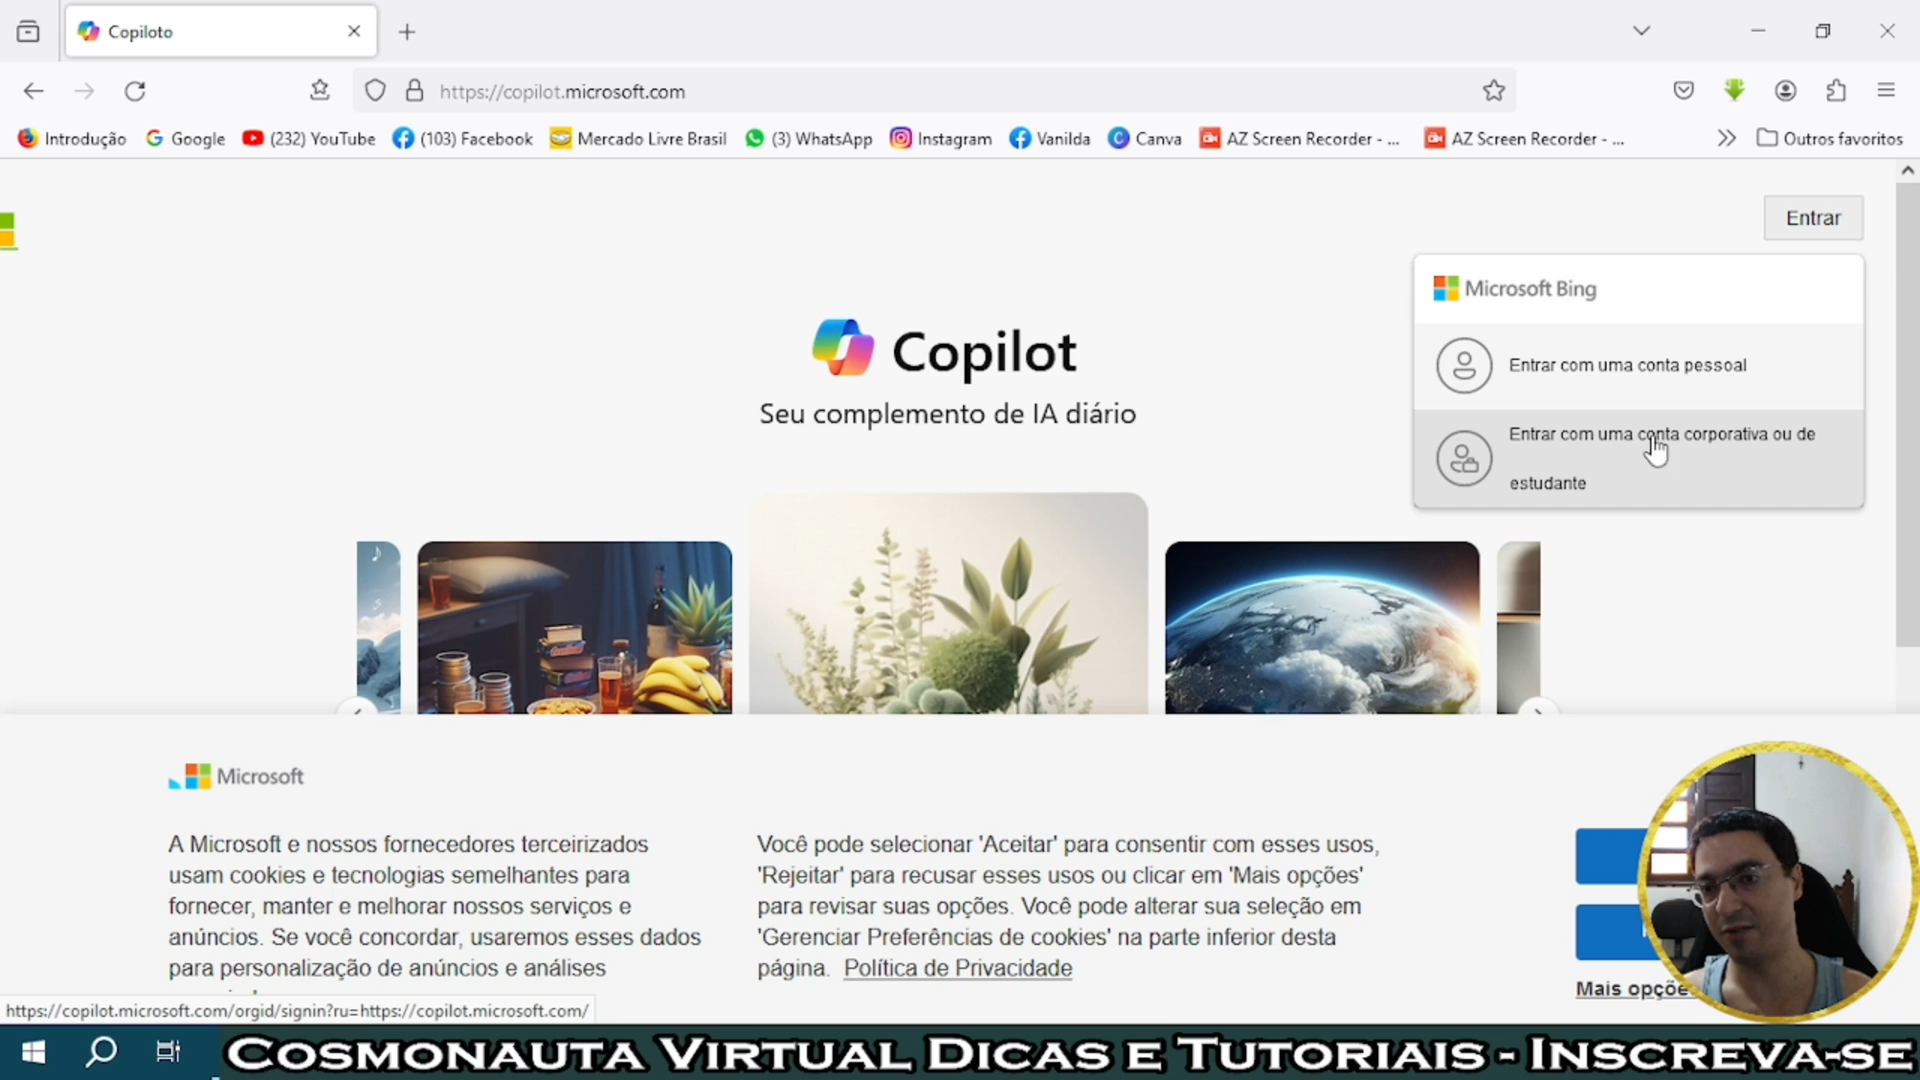 Copiloto
https://copilot.microsoft.com
Introdução
Google
(232) YouTube
(103) Facebook
Mercado Livre Brasil
(3) WhatsApp
Instagram
Vanilda
Canva
AZ Screen Recorder - ...
AZ Screen Recorder - ...
Outros favoritos
Entrar
Microsoft Bing
Entrar com uma conta pessoal
Entrar com uma conta corporativa ou de
estudante
Copilot
Seu complemento de IA diário
Microsoft
A Microsoft e nossos fornecedores terceirizados
usam cookies e tecnologias semelhantes para
fornecer, manter e melhorar nossos serviços e
anúncios. Se você concordar, usaremos esses dados
para personalização de anúncios e análises
Você pode selecionar 'Aceitar' para consentir com esses usos,
'Rejeitar' para recusar esses usos ou clicar em 'Mais opções'
para revisar suas opções. Você pode alterar sua seleção em
'Gerenciar Preferências de cookies' na parte inferior desta
página. Política de Privacidade
Mais
https://copilot.microsoft.com/orgid/signin?ru=https://copilot.microsoft.com/
Cosmonauta Virtual Dicas e Tutoriais - Inscreva-se